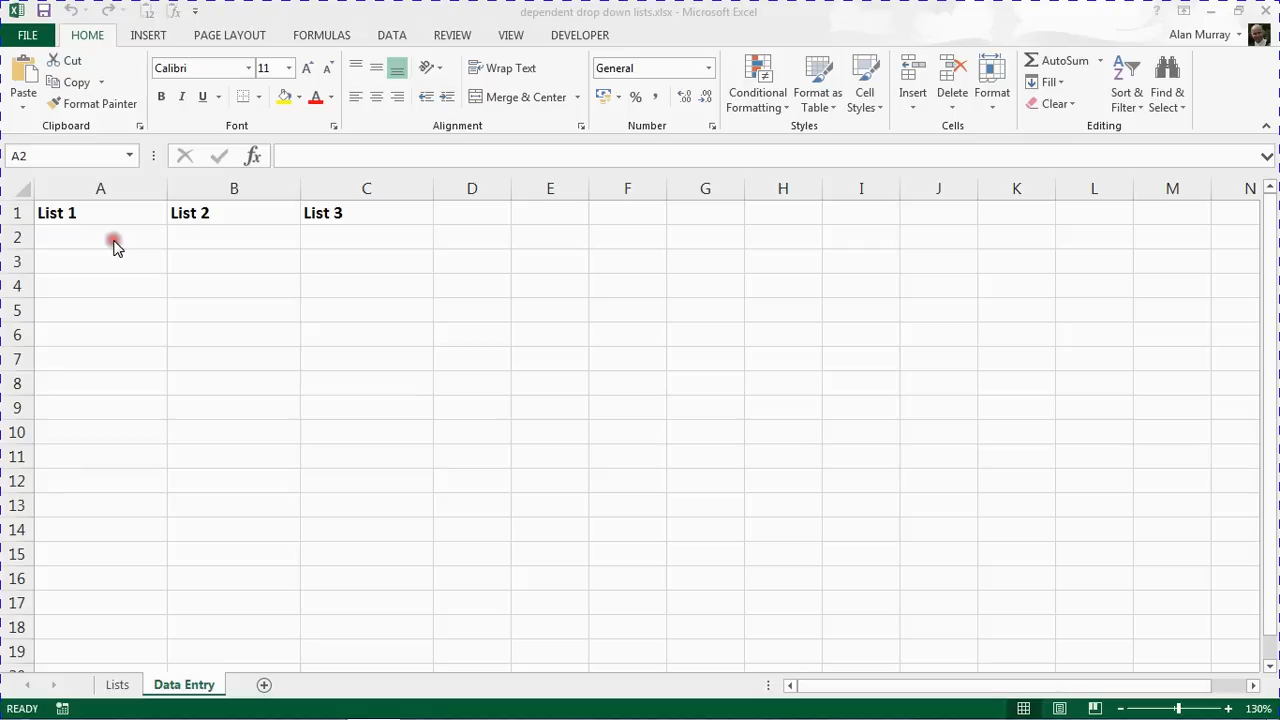 dependent drop down lists.xlsx - Microsoft Excel
FILE HOME INSERT PAGE LAYOUT FORMULAS DATA REVIEW VIEW DEVELOPER Alan Murray
Paste
Cut
Copy
Format Painter
Clipboard
Calibri 11
B I U
Font
Wrap Text
Merge & Center
Alignment
General
Number
Conditional Formatting
Format as Table
Cell Styles
Styles
Insert
Delete
Format
Cells
AutoSum
Fill
Clear
Sort & Filter
Find & Select
Editing
A2
fx
A B C D E F G H I J K L M N
1 List 1 List 2 List 3
2
3
4
5
6
7
8
9
10
11
12
13
14
15
16
17
18
19
Lists Data Entry
READY 130%